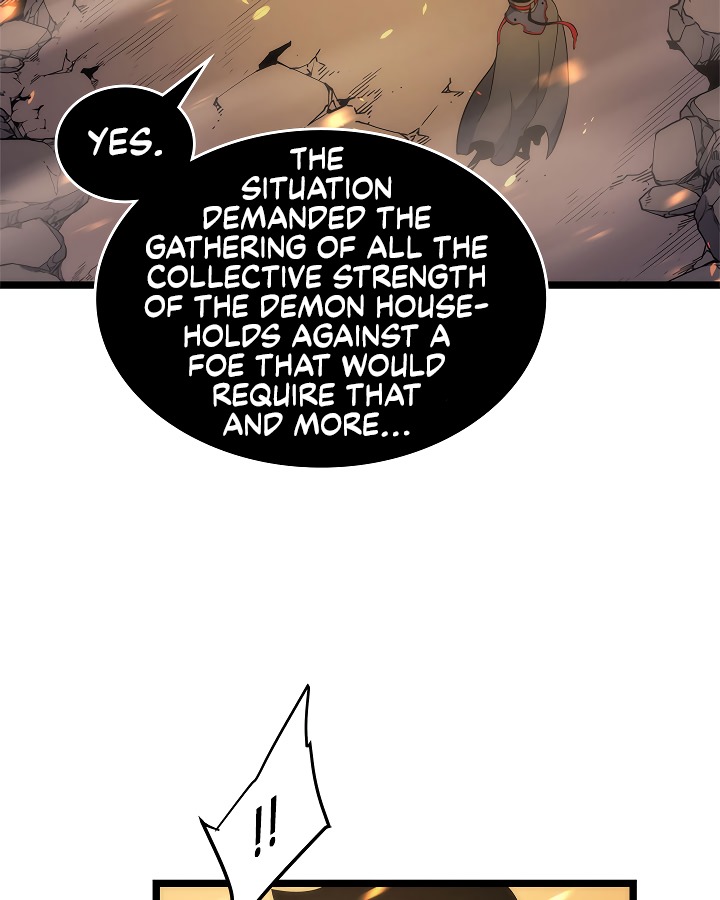 YES.
THE
SITUATION
DEMANDED THE
GATHERING OF ALL THE
COLLECTIVE STRENGTH
OF THE DEMON HOUSE-
HOLDS AGAINST A
FOE THAT WOULD
REQUIRE THAT
AND MORE...
!!